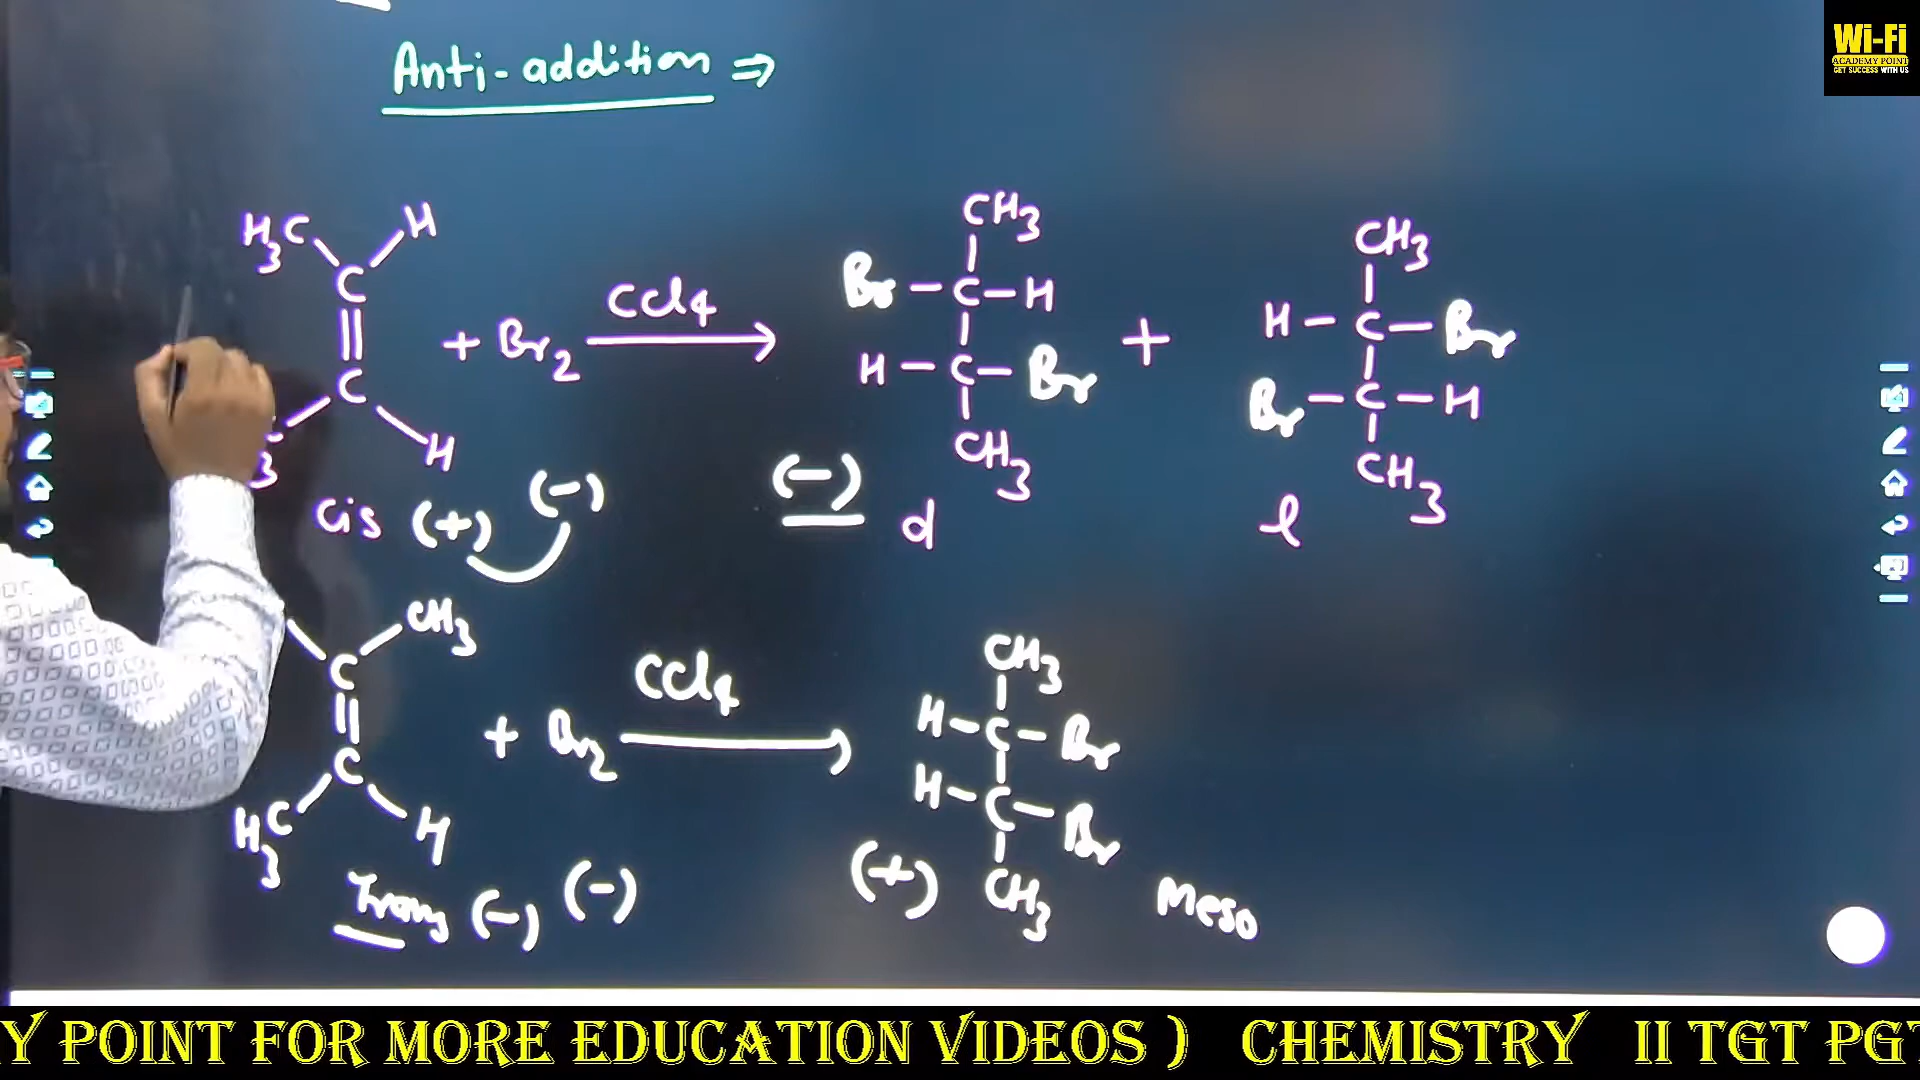 Wi-Fi
ACADEMY POINT
GET SUCCESS WITH US
Anti-addition ⇒
H3C H
C
||
C
3 H
+ Br2 CCl4 →
CH3
Br - C - H
H - C - Br
CH3
+
CH3
H - C - Br
Br - C - H
CH3
Cis (+) (-)
(-) d
l
CH3
C
||
C
H3C H
+ Br2 CCl4 →
CH3
H - C - Br
H - C - Br
CH3
Trans (-) (-)
(+) Meso
Y POINT FOR MORE EDUCATION VIDEOS ) CHEMISTRY II TGT PGT